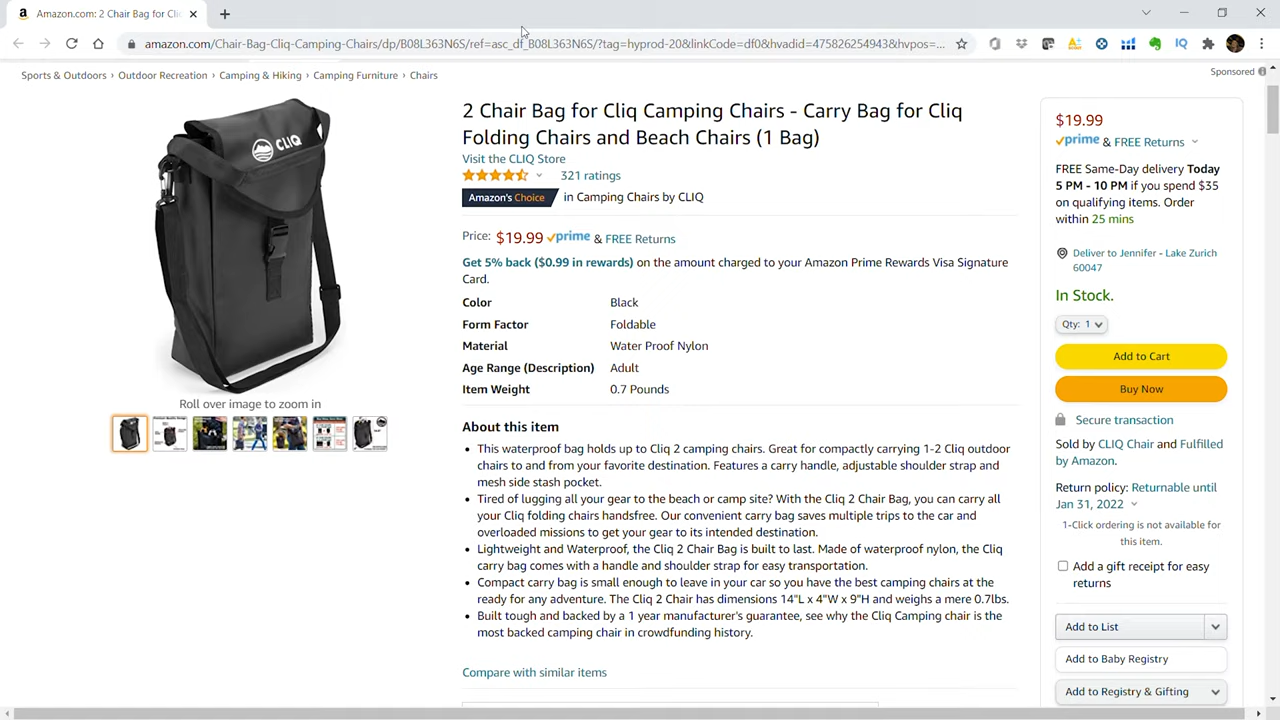 Amazon.com: 2 Chair Bag for Cliq
amazon.com/Chair-Bag-Cliq-Camping-Chairs/dp/B08L363N6S/ref=asc_df_B08L363N6S/?tag=hyprod-20&linkCode=df0&hvadid=475826254943&hvpos=...
Sports & Outdoors › Outdoor Recreation › Camping & Hiking › Camping Furniture › Chairs
Sponsored
CLIQ
Roll over image to zoom in
2 Chair Bag for Cliq Camping Chairs - Carry Bag for Cliq
Folding Chairs and Beach Chairs (1 Bag)
Visit the CLIQ Store
321 ratings
Amazon's Choice in Camping Chairs by CLIQ
Price: $19.99 prime & FREE Returns
Get 5% back ($0.99 in rewards) on the amount charged to your Amazon Prime Rewards Visa Signature
Card.
Color Black
Form Factor Foldable
Material Water Proof Nylon
Age Range (Description) Adult
Item Weight 0.7 Pounds
About this item
• This waterproof bag holds up to Cliq 2 camping chairs. Great for compactly carrying 1-2 Cliq outdoor
chairs to and from your favorite destination. Features a carry handle, adjustable shoulder strap and
mesh side stash pocket.
• Tired of lugging all your gear to the beach or camp site? With the Cliq 2 Chair Bag, you can carry all
your Cliq folding chairs handsfree. Our convenient carry bag saves multiple trips to the car and
overloaded missions to get your gear to its intended destination.
• Lightweight and Waterproof, the Cliq 2 Chair Bag is built to last. Made of waterproof nylon, the Cliq
carry bag comes with a handle and shoulder strap for easy transportation.
• Compact carry bag is small enough to leave in your car so you have the best camping chairs at the
ready for any adventure. The Cliq 2 Chair has dimensions 14"L x 4"W x 9"H and weighs a mere 0.7lbs.
• Built tough and backed by a 1 year manufacturer's guarantee, see why the Cliq Camping chair is the
most backed camping chair in crowdfunding history.
Compare with similar items
$19.99
prime & FREE Returns
FREE Same-Day delivery Today
5 PM - 10 PM if you spend $35
on qualifying items. Order
within 25 mins
Deliver to Jennifer - Lake Zurich
60047
In Stock.
Qty: 1
Add to Cart
Buy Now
Secure transaction
Sold by CLIQ Chair and Fulfilled
by Amazon.
Return policy: Returnable until
Jan 31, 2022
1-Click ordering is not available for
this item.
Add a gift receipt for easy
returns
Add to List
Add to Baby Registry
Add to Registry & Gifting